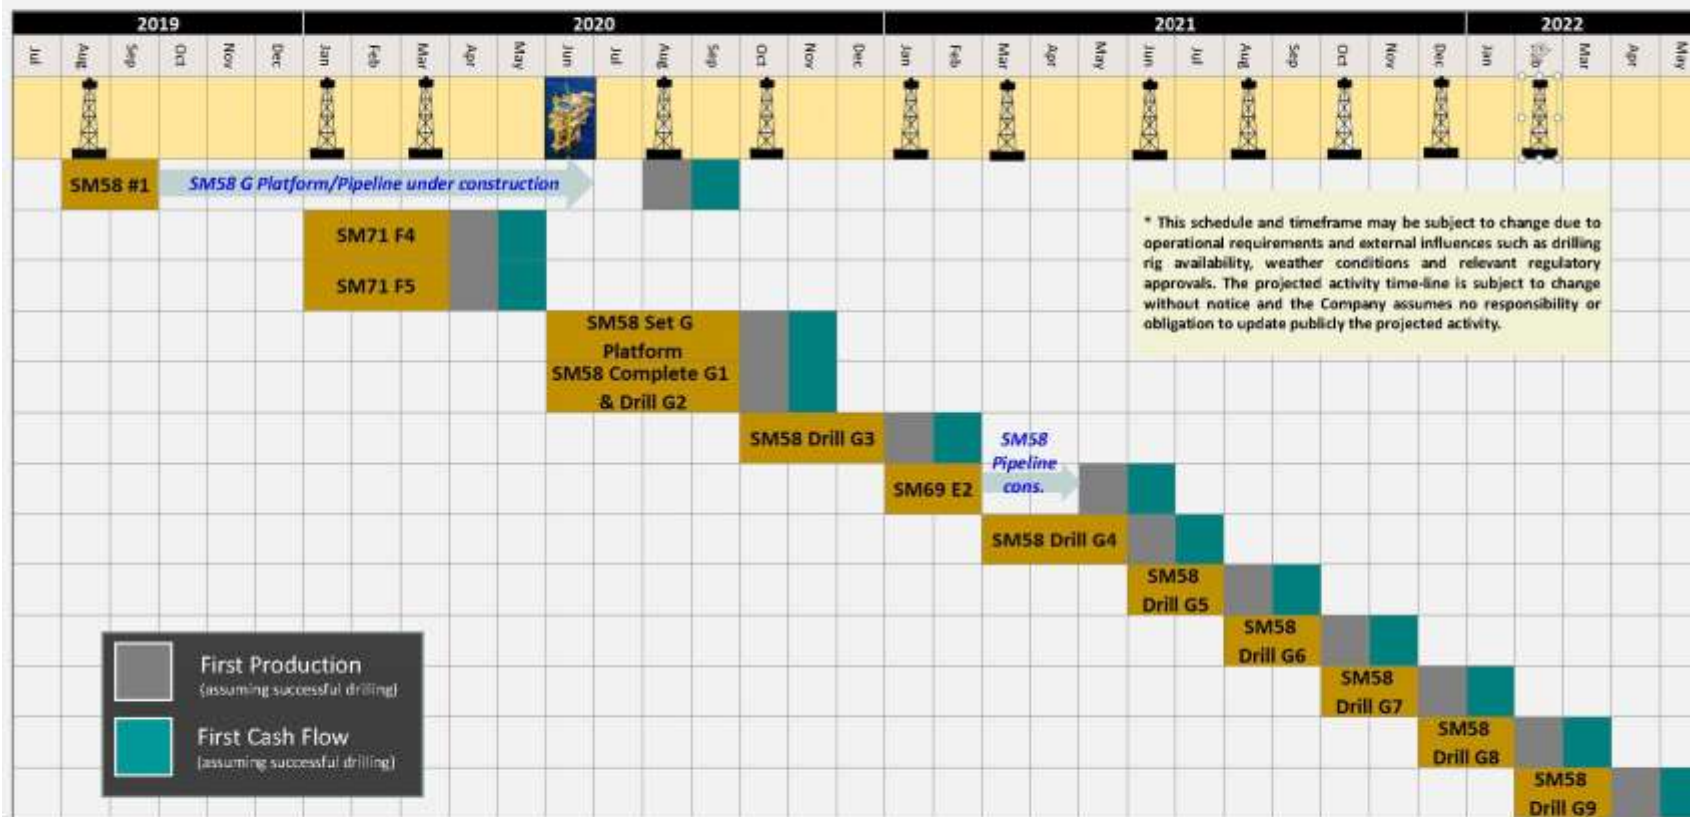 2019 2020 2021 2022
Jul Aug Sep Oct Nov Dec Jan Feb Mar Apr May Jun Jul Aug Sep Oct Nov Dec Jan Feb Mar Apr May Jun Jul Aug Sep Oct Nov Dec Jan Mar Apr May
SM58 #1
SM58 G Platform/Pipeline under construction
SM71 F4
SM71 F5
* This schedule and timeframe may be subject to change due to
operational requirements and external influences such as drilling
rig availability, weather conditions and relevant regulatory
approvals. The projected activity time-line is subject to change
without notice and the Company assumes no responsibility or
obligation to update publicly the projected activity.
SM58 Set G
Platform
SM58 Complete G1
& Drill G2
SM58 Drill G3
SM58
Pipeline
cons.
SM69 E2
SM58 Drill G4
SM58
Drill G5
SM58
Drill G6
SM58
Drill G7
SM58
Drill G8
SM58
Drill G9
First Production
(assuming successful drilling)
First Cash Flow
(assuming successful drilling)